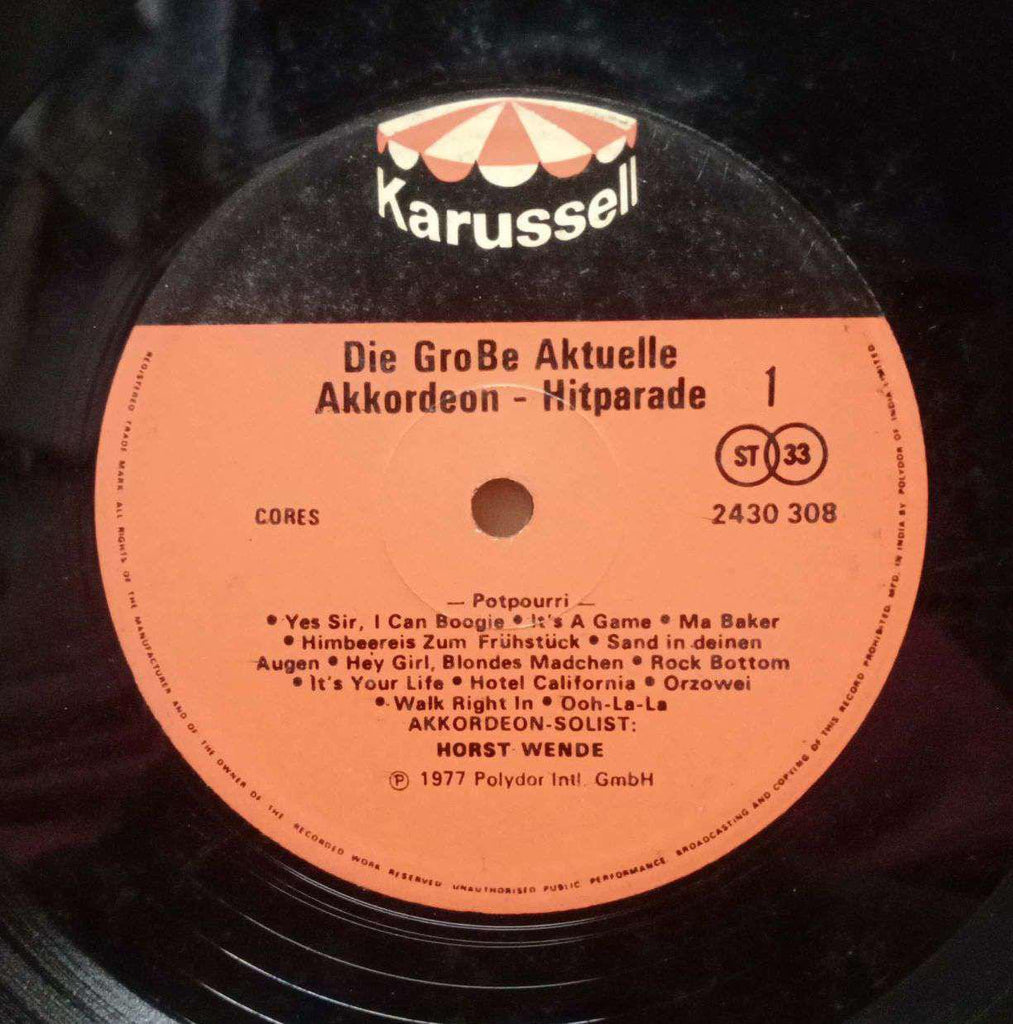 Karussell
Die GroBe Aktuelle
Akkordeon - Hitparade
1
ST 33
CORES
2430 308
— Potpourri —
• Yes Sir, I Can Boogie • It's A Game • Ma Baker
• Himbeereis Zum Frühstück • Sand in deinen
Augen • Hey Girl, Blondes Madchen • Rock Bottom
• It's Your Life • Hotel California • Orzowei
• Walk Right In • Ooh-La-La
AKKORDEON-SOLIST:
HORST WENDE
℗ 1977 Polydor Intl. GmbH
REGISTERED TRADE MARK ALL RIGHTS OF THE MANUFACTURER AND OF THE OWNER OF THE RECORDED WORK RESERVED UNAUTHORISED PUBLIC PERFORMANCE BROADCASTING AND COPYING OF THIS RECORD PROHIBITED. MFD. IN INDIA BY POLYDOR OF INDIA LIMITED.